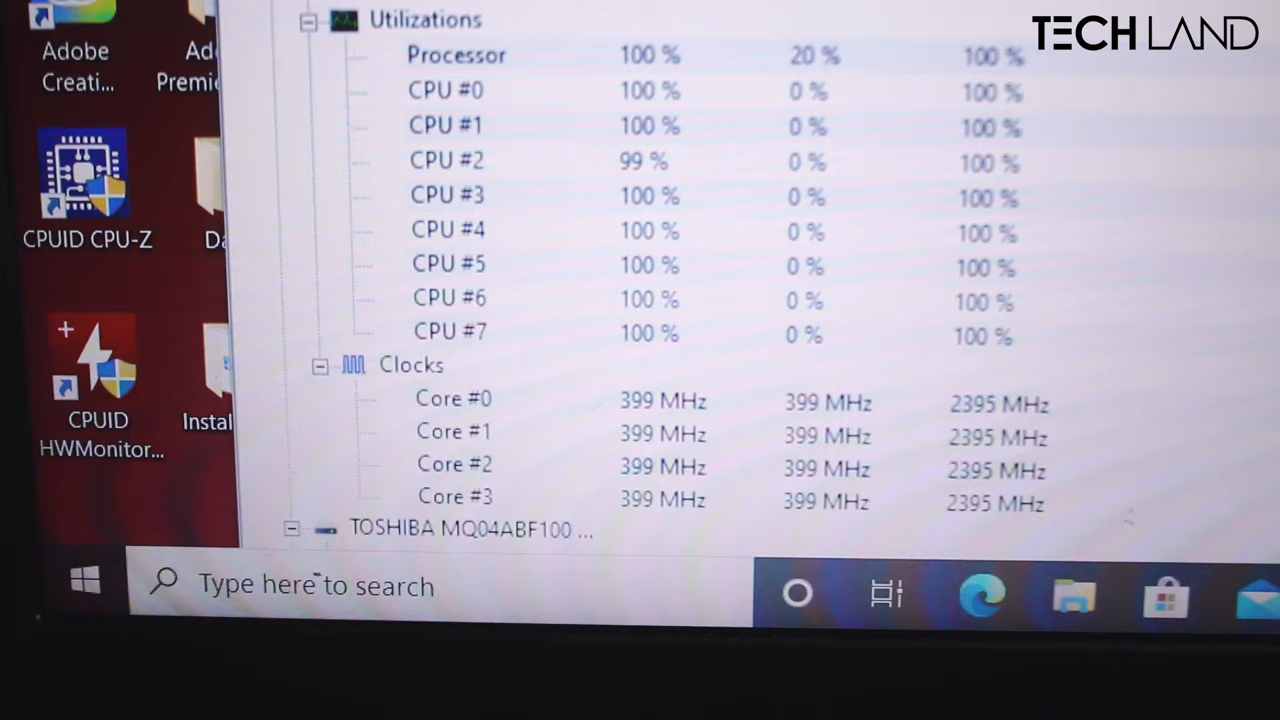 TECH LAND
Utilizations
Processor 100 % 20 % 100 %
CPU #0 100 % 0 % 100 %
CPU #1 100 % 0 % 100 %
CPU #2 99 % 0 % 100 %
CPU #3 100 % 0 % 100 %
CPU #4 100 % 0 % 100 %
CPU #5 100 % 0 % 100 %
CPU #6 100 % 0 % 100 %
CPU #7 100 % 0 % 100 %
Clocks
Core #0 399 MHz 399 MHz 2395 MHz
Core #1 399 MHz 399 MHz 2395 MHz
Core #2 399 MHz 399 MHz 2395 MHz
Core #3 399 MHz 399 MHz 2395 MHz
TOSHIBA MQ04ABF100 ...
Adobe
Creati...
Ad
Premie
CPUID CPU-Z
Da
CPUID
HWMonitor...
Instal
Type here to search